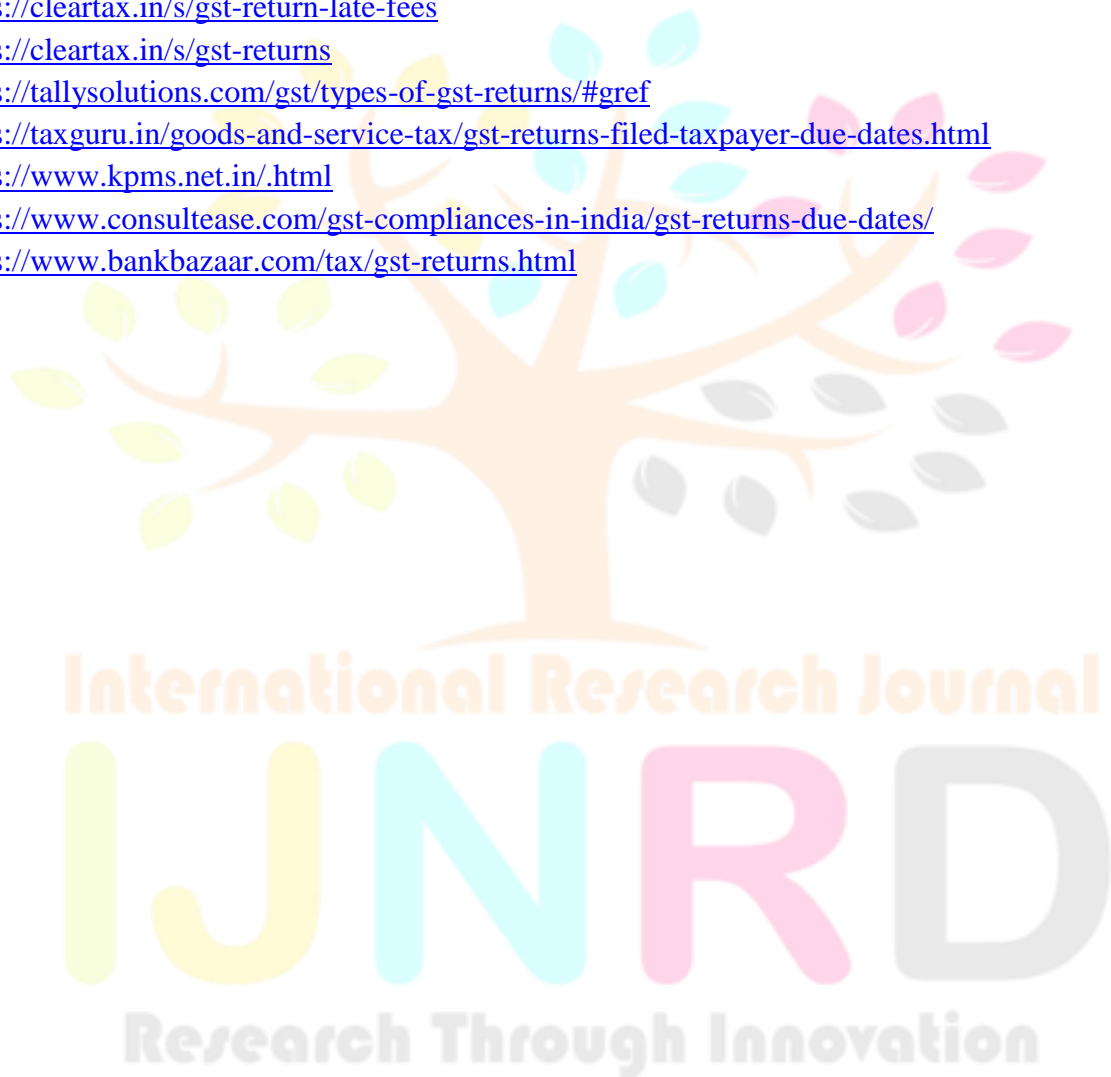 s://cleartax.in/s/gst-return-late-fees
s://cleartax.in/s/gst-returns
s://tallysolutions.com/gst/types-of-gst-returns/#gref
s://taxguru.in/goods-and-service-tax/gst-returns-filed-taxpayer-due-dates.html
s://www.kpms.net.in/.html
s://www.consultease.com/gst-compliances-in-india/gst-returns-due-dates/
s://www.bankbazaar.com/tax/gst-returns.html
International Research Journal
IJNRD
Research Through Innovation